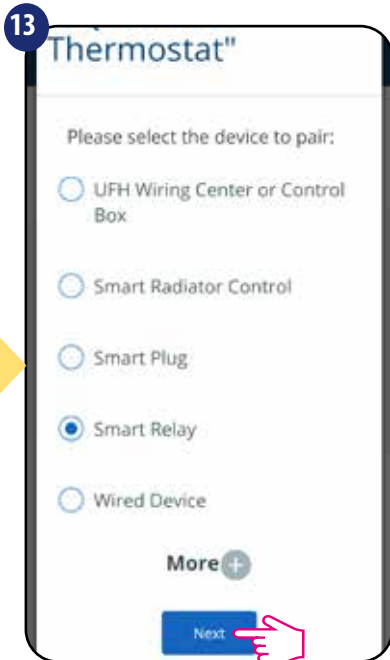 13
Thermostat"
Please select the device to pair:
UFH Wiring Center or Control
Box
Smart Radiator Control
Smart Plug
Smart Relay
Wired Device
More
Next